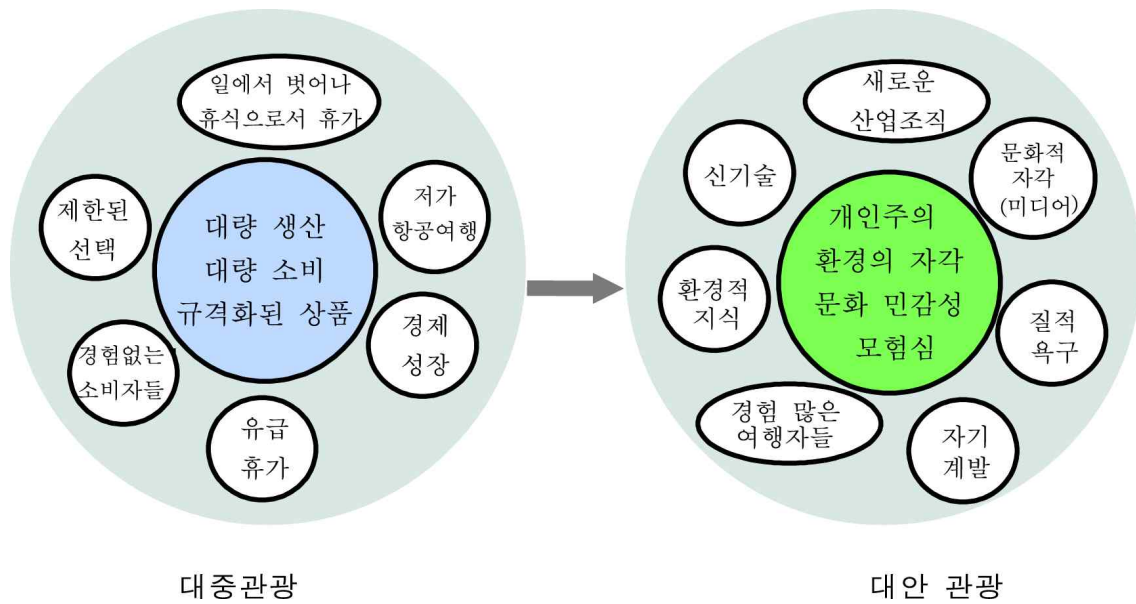 일에서 벗어나
휴식으로서 휴가
제한된
선택
저가
항공여행
대량 생산
대량 소비
규격화된 상품
경험없는
소비자들
경제
성장
유급
휴가
대중관광
새로운
산업조직
신기술
문화적
자각
(미디어)
개인주의
환경의 자각
문화 민감성
모험심
환경적
지식
질적
욕구
경험 많은
여행자들
자기
계발
대안 관광